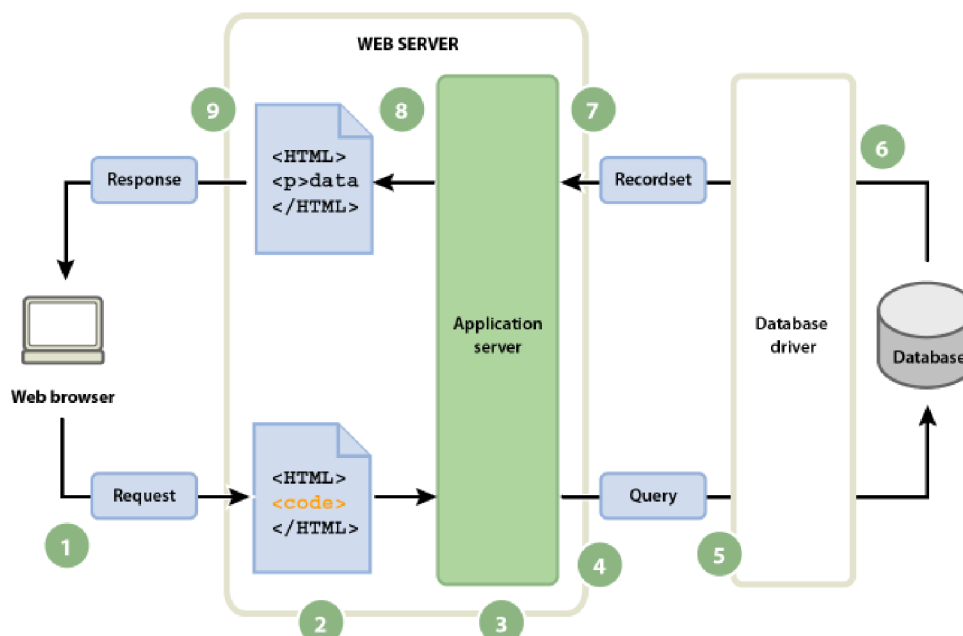 WEB SERVER
9
8
7
6
<HTML>
<p>data
</HTML>
Response
Recordset
Application
server
Database
driver
Database
Web browser
<HTML>
<code>
</HTML>
Request
Query
1
2
3
4
5